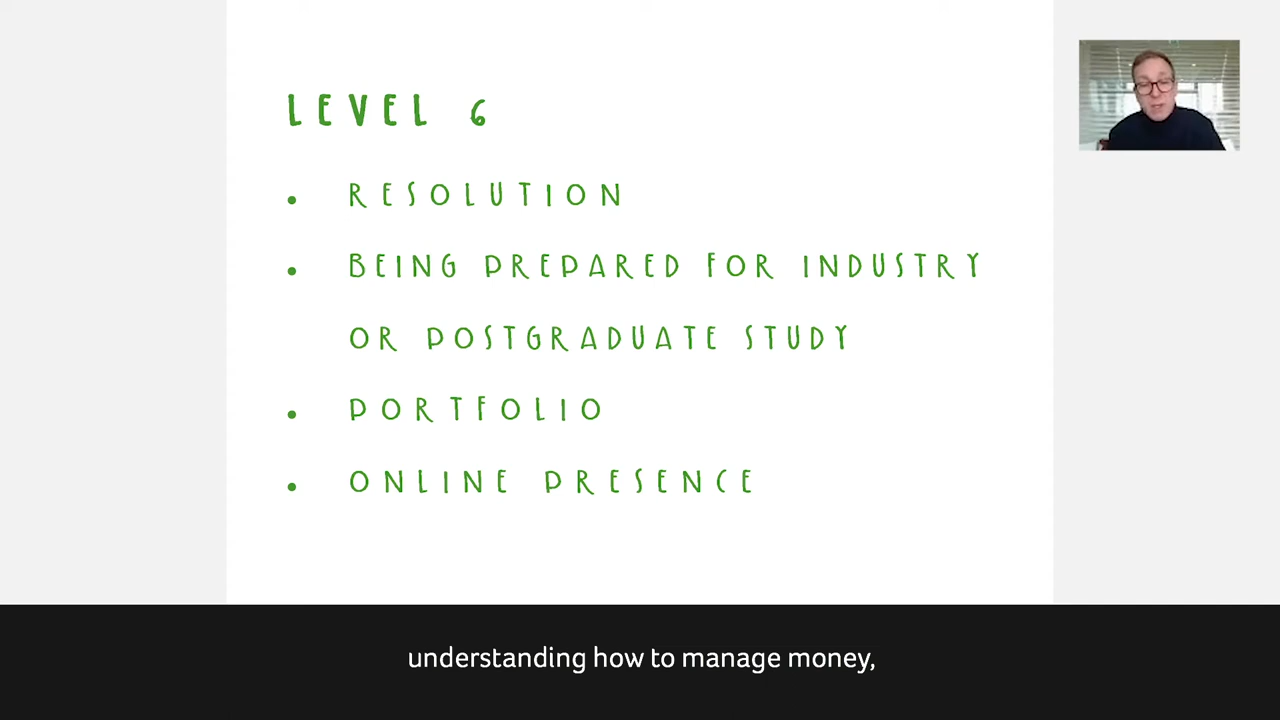 LEVEL 6
• RESOLUTION
• BEING PREPARED FOR INDUSTRY
OR POSTGRADUATE STUDY
• PORTFOLIO
• ONLINE PRESENCE
understanding how to manage money,